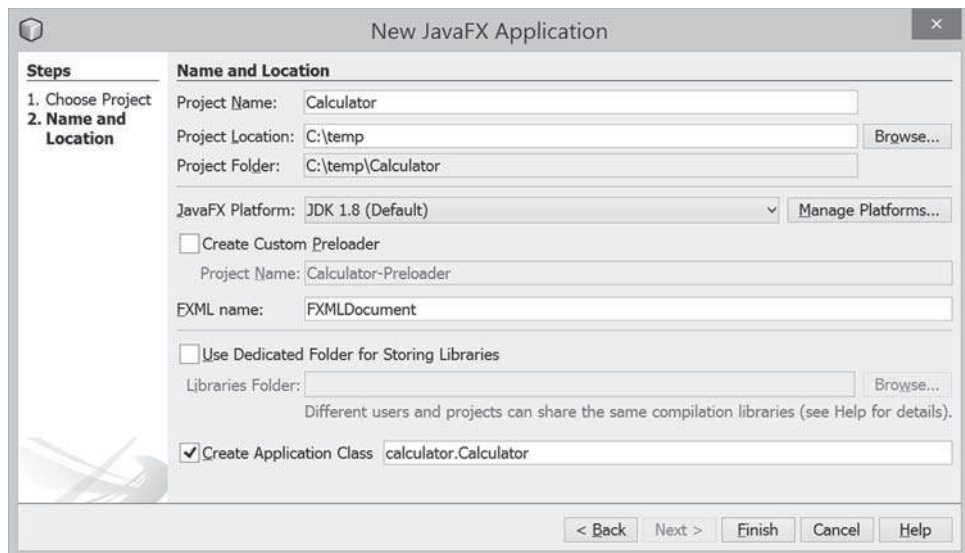 New JavaFX Application
Steps
1. Choose Project
2. Name and
Location
Name and Location
Project Name: Calculator
Project Location: C:\temp Browse...
Project Folder: C:\temp\Calculator
JavaFX Platform: JDK 1.8 (Default) Manage Platforms...
Create Custom Preloader
Project Name: Calculator-Preloader
FXML name: FXMLDocument
Use Dedicated Folder for Storing Libraries
Libraries Folder: Browse...
Different users and projects can share the same compilation libraries (see Help for details).
Create Application Class calculator.Calculator
< Back Next > Finish Cancel Help